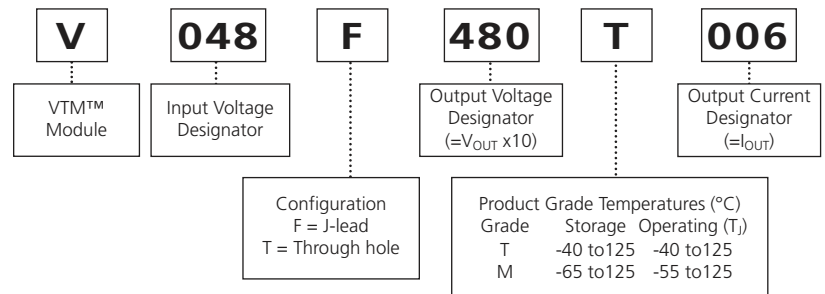 V 048 F 480 T 006
VTM™
Module
Input Voltage
Designator
Output Voltage
Designator
(=VOUT x10)
Output Current
Designator
(=IOUT)
Configuration
F = J-lead
T = Through hole
Product Grade Temperatures (°C)
Grade Storage Operating (TJ)
T -40 to125 -40 to125
M -65 to125 -55 to125